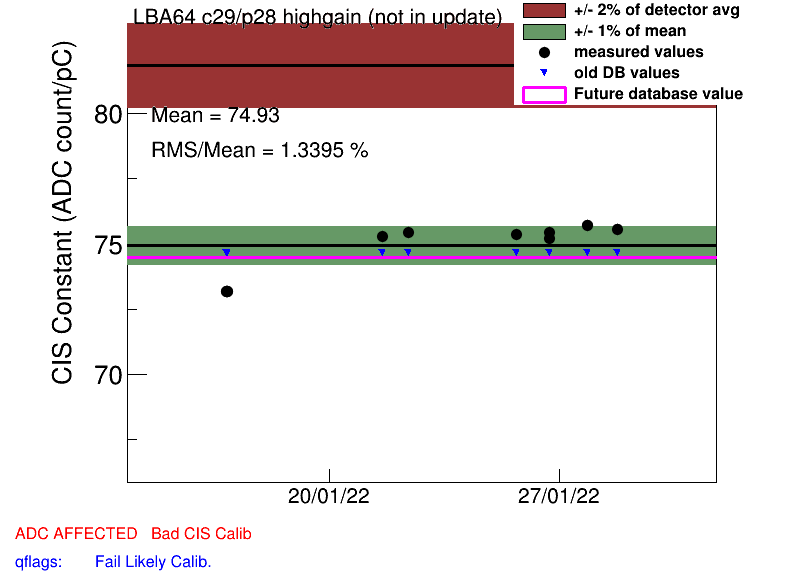 LBA64 c29/p28 highgain (not in update)
+/- 2% of detector avg
+/- 1% of mean
measured values
old DB values
Future database value
Mean = 74.93
RMS/Mean = 1.3395 %
CIS Constant (ADC count/pC)
80
75
70
20/01/22
27/01/22
ADC AFFECTED Bad CIS Calib
qflags: Fail Likely Calib.